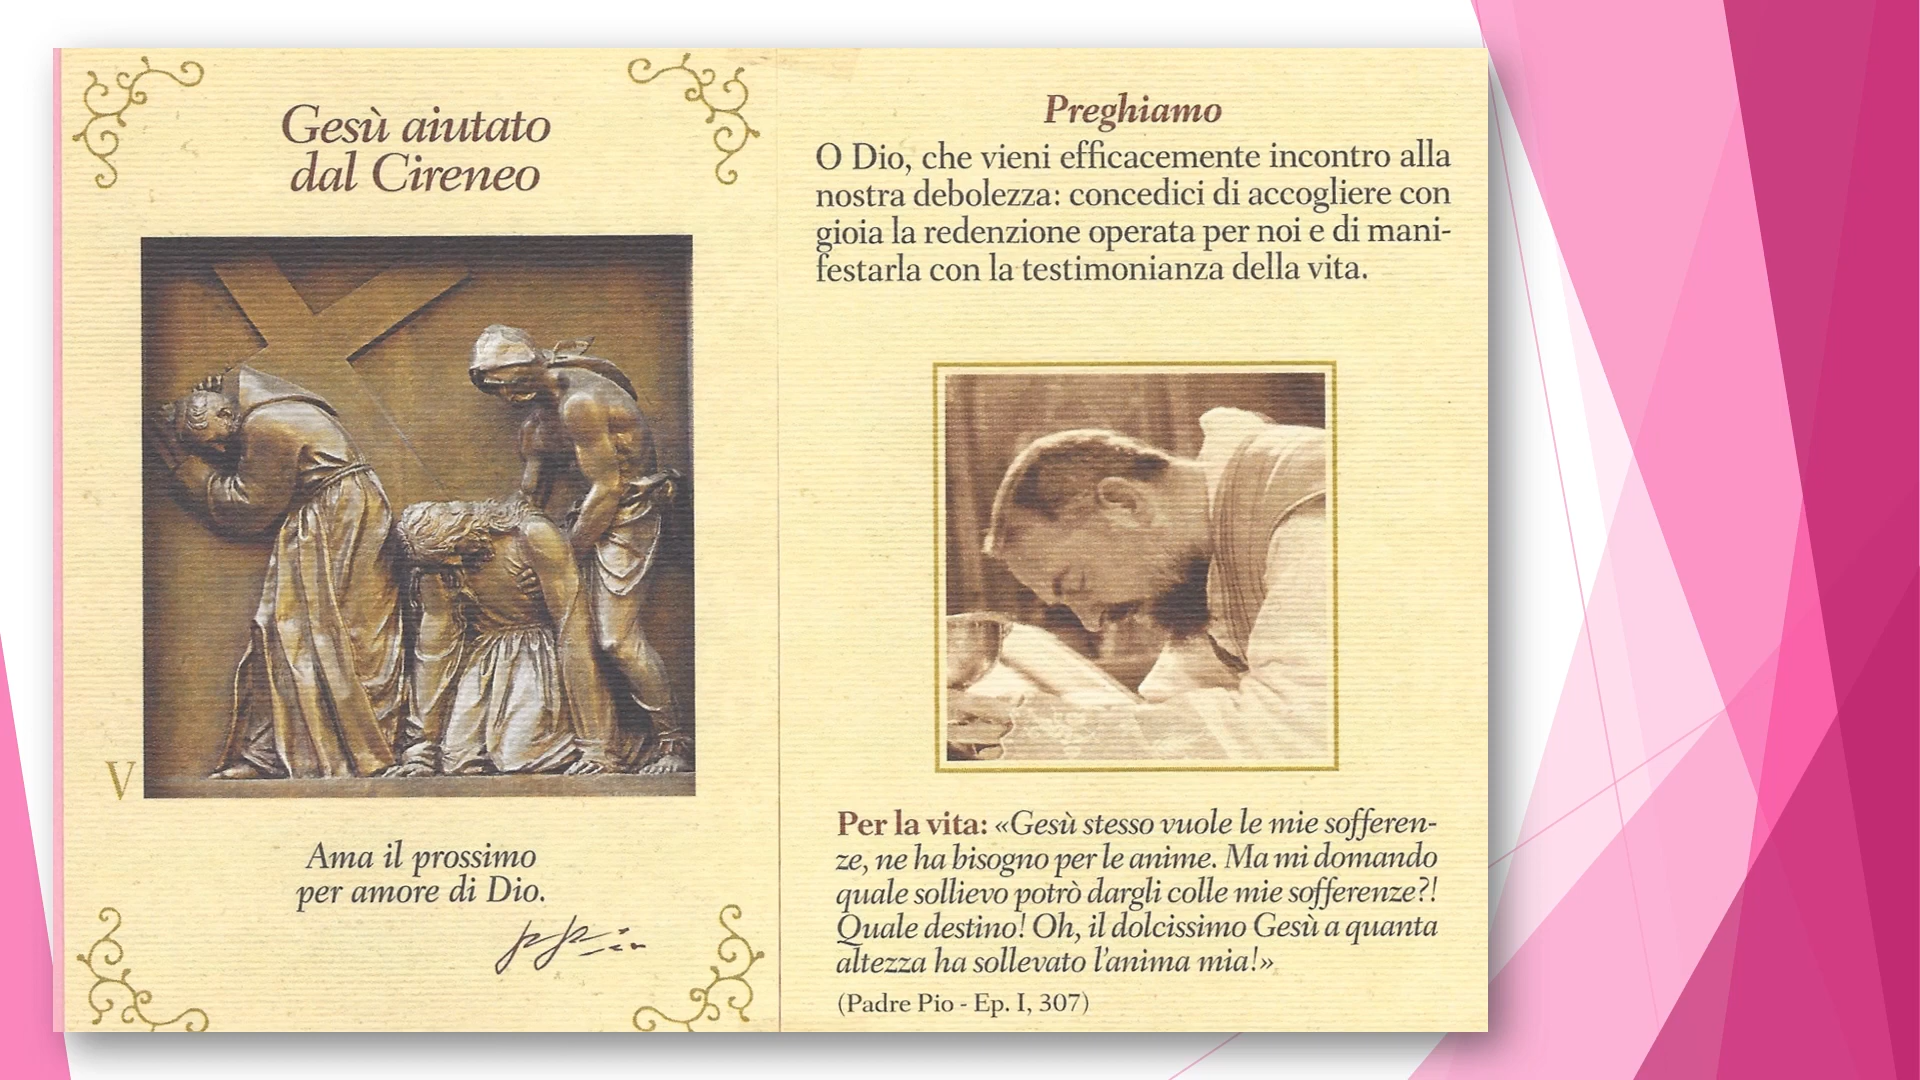 Gesù aiutato
dal Cireneo
V
Ama il prossimo
per amore di Dio.
Preghiamo
O Dio, che vieni efficacemente incontro alla
nostra debolezza: concedici di accogliere con
gioia la redenzione operata per noi e di mani-
festarla con la testimonianza della vita.
Per la vita: «Gesù stesso vuole le mie sofferen-
ze, ne ha bisogno per le anime. Ma mi domando
quale sollievo potrò dargli colle mie sofferenze?!
Quale destino! Oh, il dolcissimo Gesù a quanta
altezza ha sollevato l'anima mia!»
(Padre Pio - Ep. I, 307)